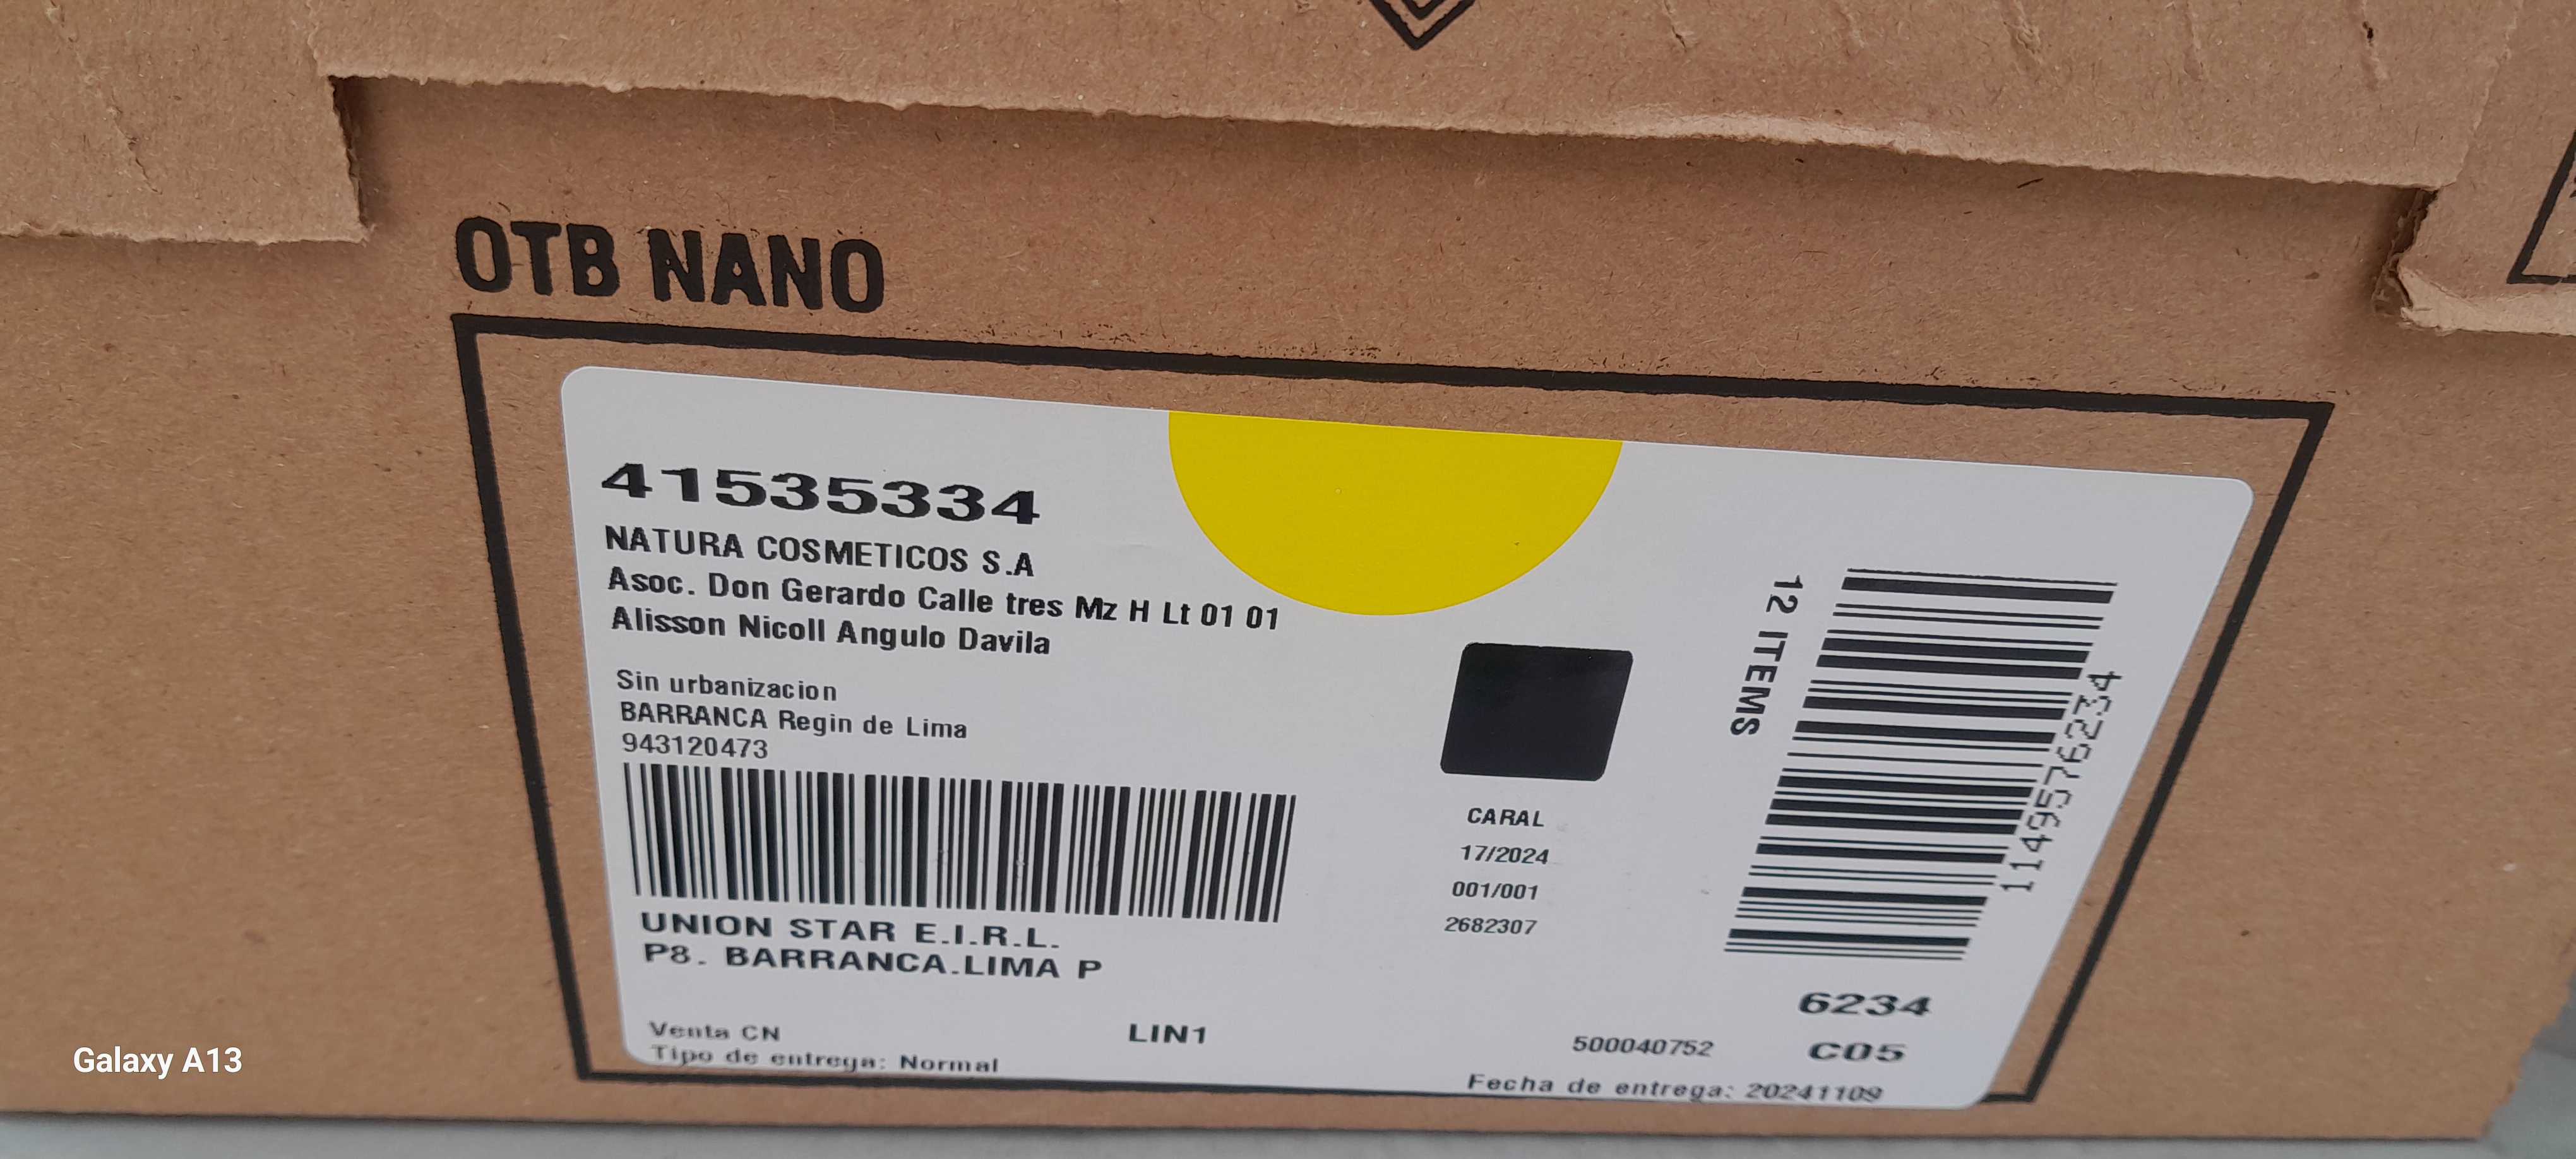 OTB NANO
41535334
NATURA COSMETICOS S.A
Asoc. Don Gerardo Calle tres Mz H Lt 01 01
Alisson Nicoll Angulo Davila
Sin urbanizacion
BARRANCA Regin de Lima
943120473
UNION STAR E.I.R.L.
P8. BARRANCA.LIMA P
Venta CN
Tipo de entrega: Normal
LIN1
CARAL
17/2024
001/001
2682307
12 ITEMS
11495762​34
6234
500040752
C05
Fecha de entrega: 20241109
Galaxy A13